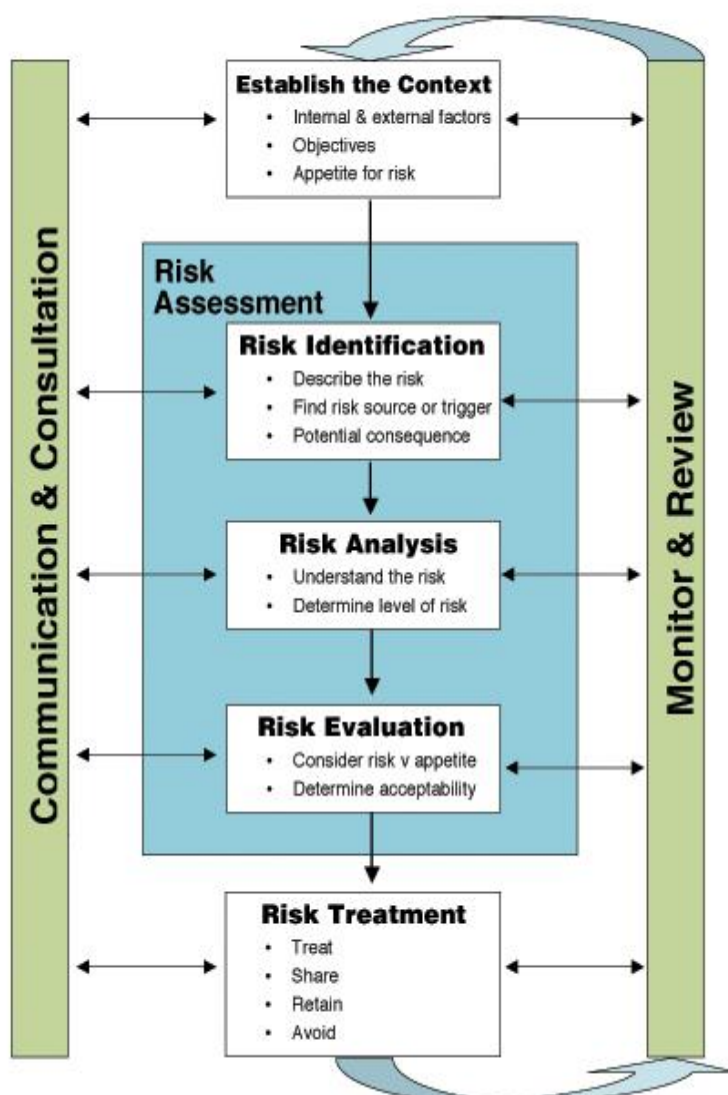 Establish the Context
• Internal & external factors
• Objectives
• Appetite for risk
Communication & Consultation
Risk
Assessment
Risk Identification
• Describe the risk
• Find risk source or trigger
• Potential consequence
Risk Analysis
• Understand the risk
• Determine level of risk
Risk Evaluation
• Consider risk v appetite
• Determine acceptability
Risk Treatment
• Treat
• Share
• Retain
• Avoid
Monitor & Review